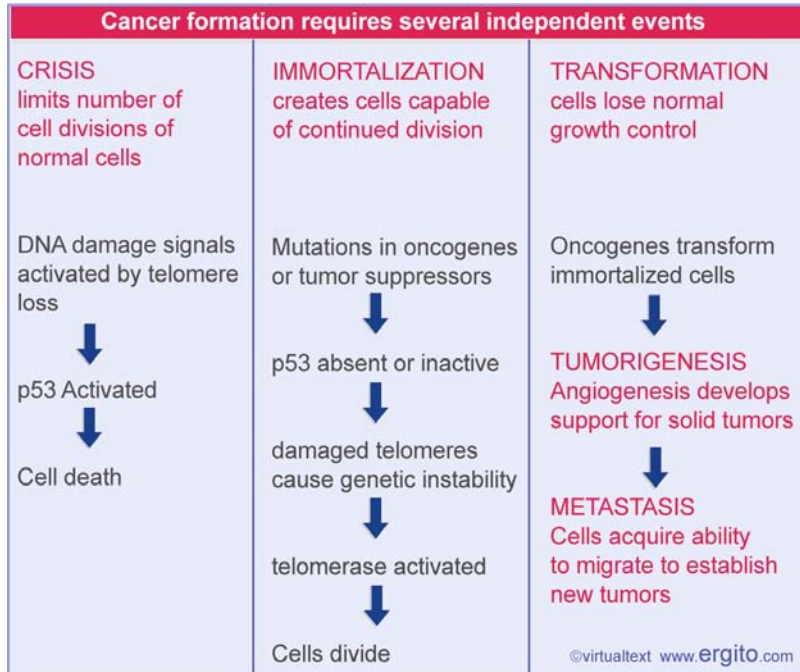 Cancer formation requires several independent events
CRISIS
limits number of
cell divisions of
normal cells
DNA damage signals
activated by telomere
loss
p53 Activated
Cell death
IMMORTALIZATION
creates cells capable
of continued division
Mutations in oncogenes
or tumor suppressors
p53 absent or inactive
damaged telomeres
cause genetic instability
telomerase activated
Cells divide
TRANSFORMATION
cells lose normal
growth control
Oncogenes transform
immortalized cells
TUMORIGENESIS
Angiogenesis develops
support for solid tumors
METASTASIS
Cells acquire ability
to migrate to establish
new tumors
©virtualtext www.ergito.com